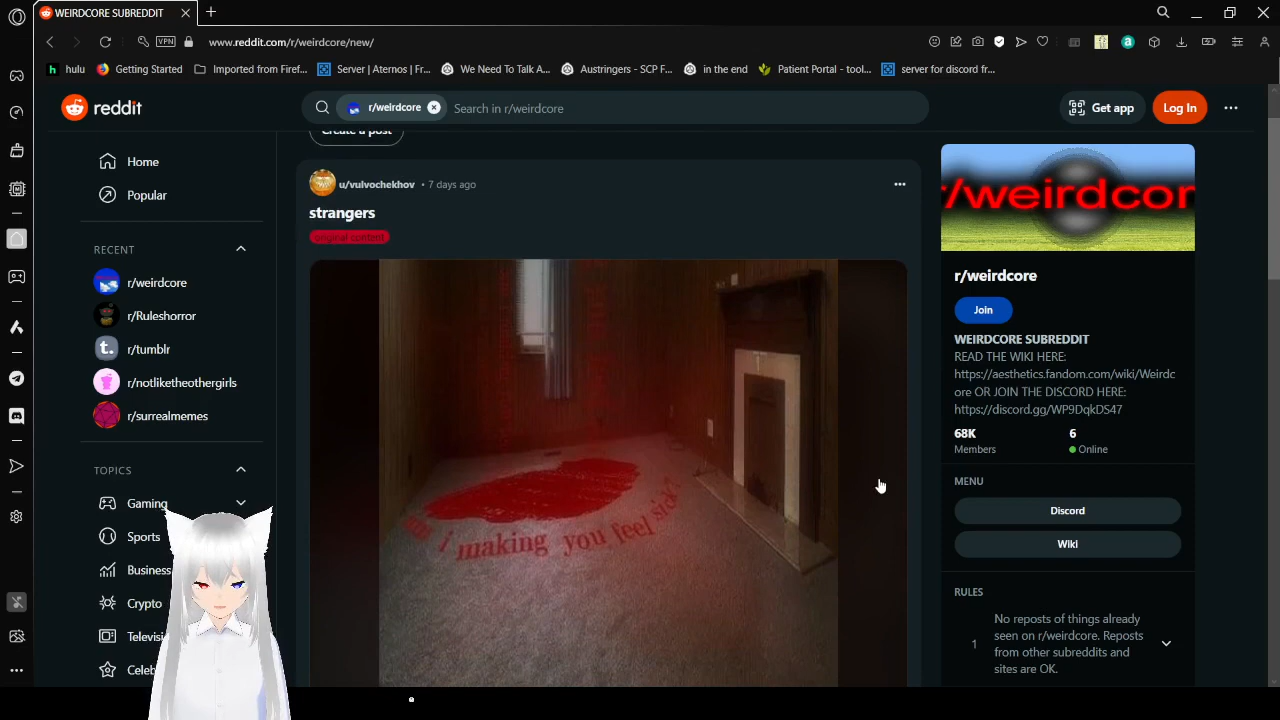 WEIRDCORE SUBREDDIT
VPN
www.reddit.com/r/weirdcore/new/
hulu
Getting Started
Imported from Firef...
Server | Aternos | Fr...
We Need To Talk A...
Austringers - SCP F...
in the end
Patient Portal - tool...
server for discord fr...
reddit
r/weirdcore
Search in r/weirdcore
Get app
Log In
Create a post
Home
Popular
RECENT
r/weirdcore
r/Ruleshorror
r/tumblr
r/notliketheothergirls
r/surrealmemes
TOPICS
Gaming
Sports
Business
Crypto
Televisi
Celeb
u/vulvochekhov • 7 days ago
strangers
original content
i making you feel sick?
r/weirdcor
r/weirdcore
Join
WEIRDCORE SUBREDDIT
READ THE WIKI HERE:
https://aesthetics.fandom.com/wiki/Weirdc
ore OR JOIN THE DISCORD HERE:
https://discord.gg/WP9DqkDS47
68K
Members
6
Online
MENU
Discord
Wiki
RULES
1
No reposts of things already
seen on r/weirdcore. Reposts
from other subreddits and
sites are OK.